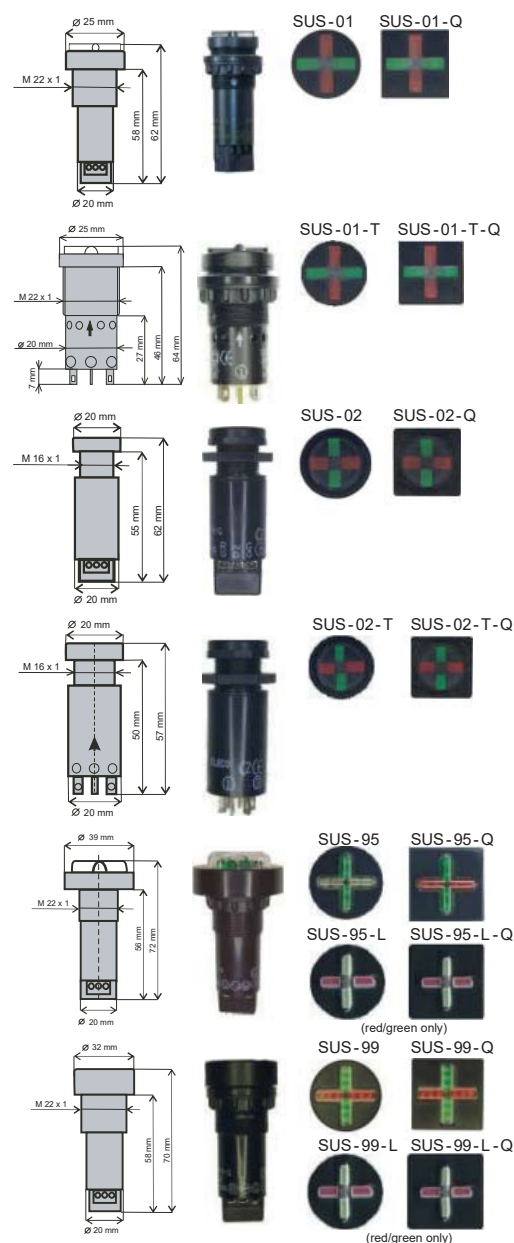 Ø 25 mm
SUS-01
SUS-01-Q
M 22 x 1
58 mm
62 mm
Ø 20 mm
SUS-01-T
SUS-01-T-Q
Ø 25 mm
M 22 x 1
Ø 20 mm
7 mm
27 mm
46 mm
64 mm
SUS-02
SUS-02-Q
Ø 20 mm
M 16 x 1
55 mm
62 mm
Ø 20 mm
SUS-02-T
SUS-02-T-Q
Ø 20 mm
M 16 x 1
50 mm
57 mm
Ø 20 mm
SUS-95
SUS-95-Q
Ø 39 mm
M 22 x 1
56 mm
72 mm
Ø 20 mm
SUS-95-L
SUS-95-L-Q
(red/green only)
SUS-99
SUS-99-Q
Ø 32 mm
M 22 x 1
58 mm
70 mm
Ø 20 mm
SUS-99-L
SUS-99-L-Q
(red/green only)